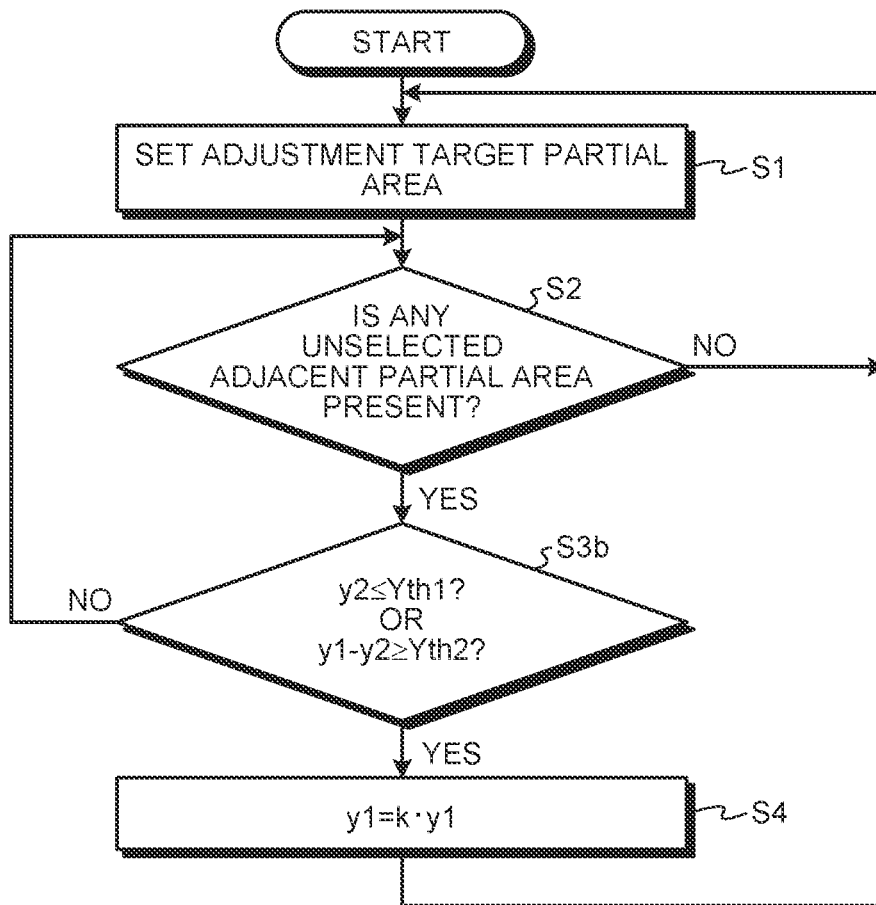 START
SET ADJUSTMENT TARGET PARTIAL
AREA
S1
S2
IS ANY
UNSELECTED
ADJACENT PARTIAL AREA
PRESENT?
NO
YES
S3b
y2≤Yth1?
OR
y1-y2≥Yth2?
NO
YES
y1=k·y1
S4